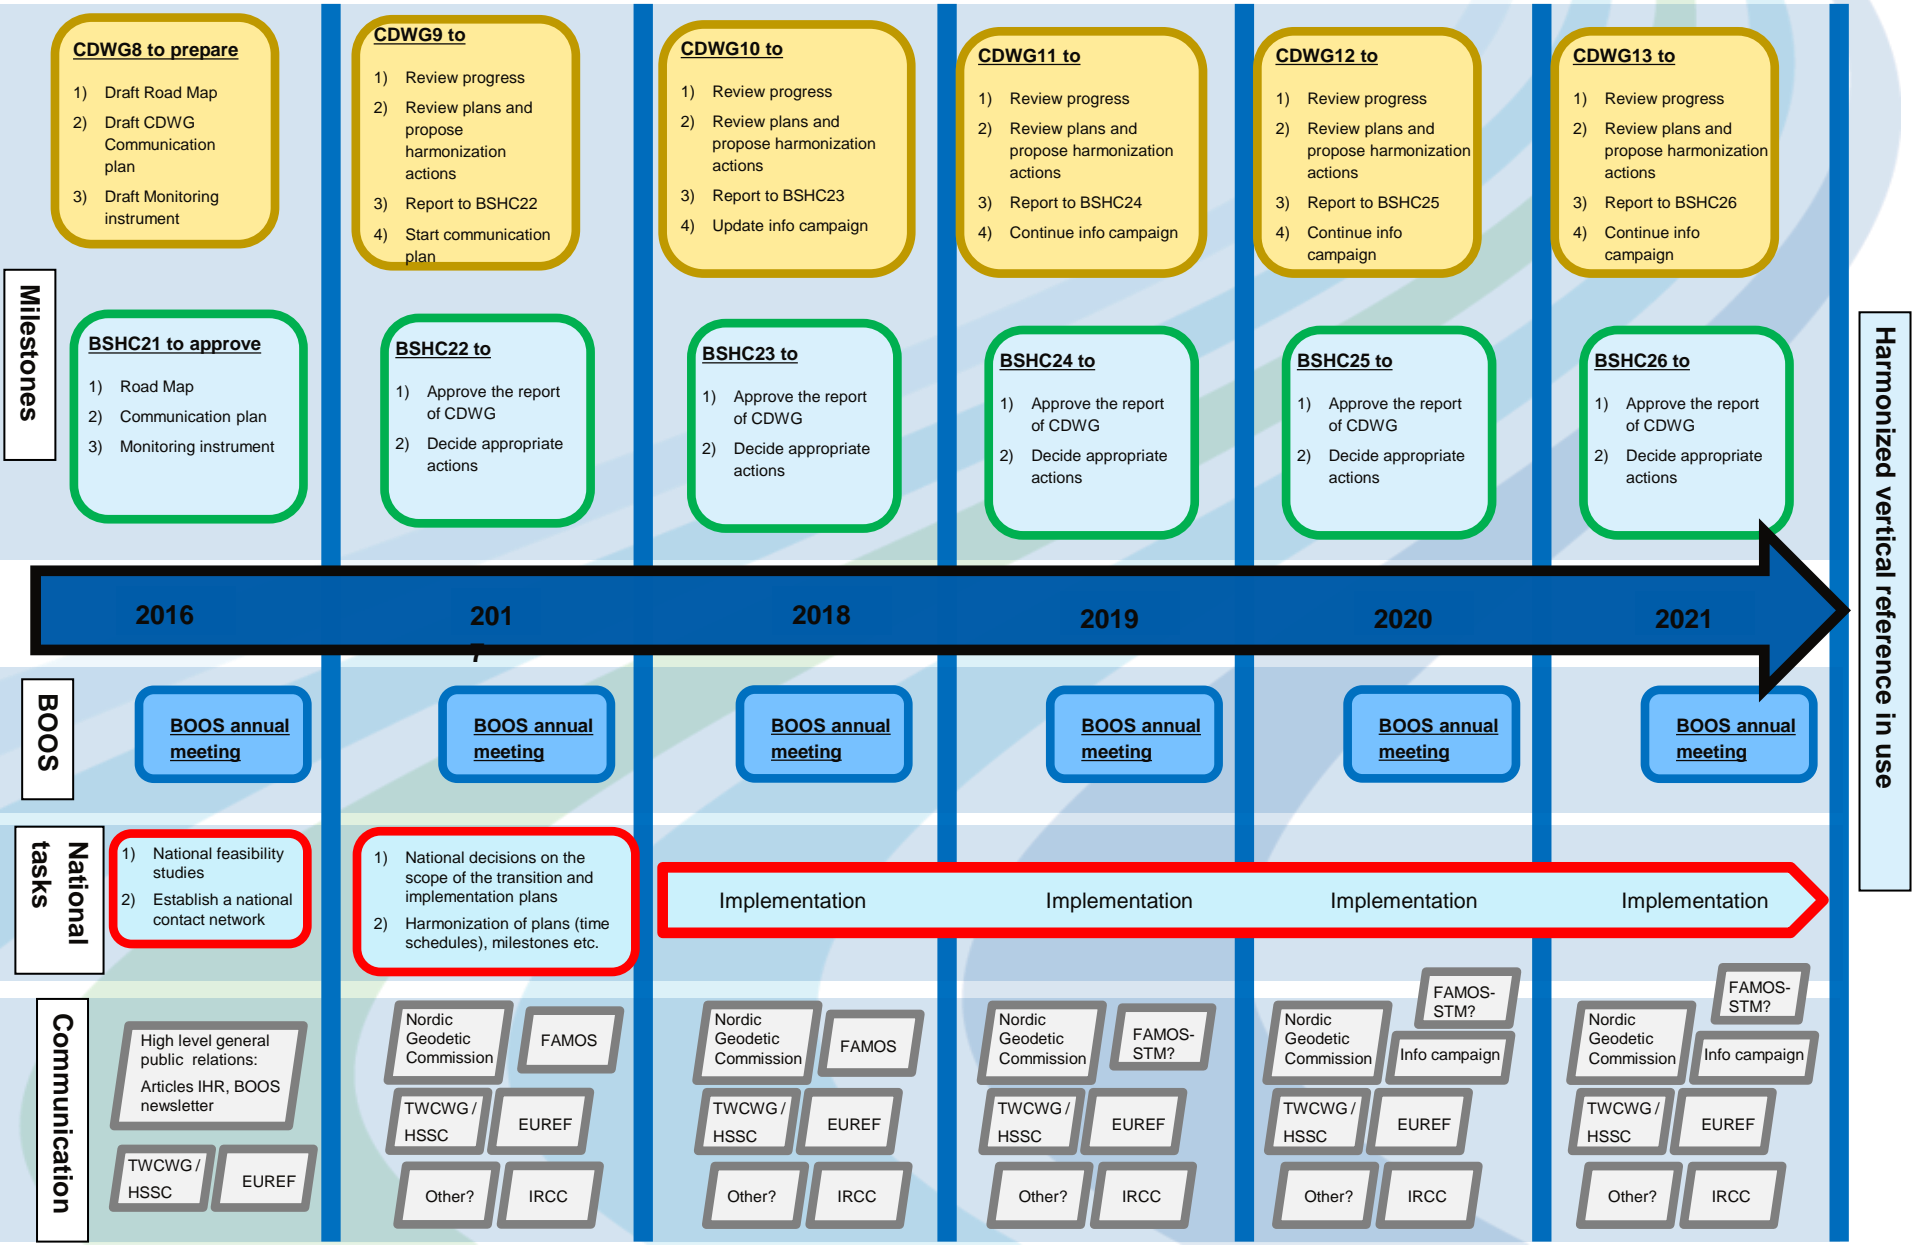 Milestones
CDWG8 to prepare
1) Draft Road Map
2) Draft CDWG
Communication
plan
3) Draft Monitoring
instrument
CDWG9 to
1) Review progress
2) Review plans and
propose
harmonization
actions
3) Report to BSHC22
4) Start communication
plan
CDWG10 to
1) Review progress
2) Review plans and
propose harmonization
actions
3) Report to BSHC23
4) Update info campaign
CDWG11 to
1) Review progress
2) Review plans and
propose harmonization
actions
3) Report to BSHC24
4) Continue info campaign
CDWG12 to
1) Review progress
2) Review plans and
propose harmonization
actions
3) Report to BSHC25
4) Continue info
campaign
CDWG13 to
1) Review progress
2) Review plans and
propose harmonization
actions
3) Report to BSHC26
4) Continue info
campaign
BSHC21 to approve
1) Road Map
2) Communication plan
3) Monitoring instrument
BSHC22 to
1) Approve the report
of CDWG
2) Decide appropriate
actions
BSHC23 to
1) Approve the report
of CDWG
2) Decide appropriate
actions
BSHC24 to
1) Approve the report
of CDWG
2) Decide appropriate
actions
BSHC25 to
1) Approve the report
of CDWG
2) Decide appropriate
actions
BSHC26 to
1) Approve the report
of CDWG
2) Decide appropriate
actions
2016
201
7
2018
2019
2020
2021
Harmonized vertical reference in use
BOOS
BOOS annual
meeting
BOOS annual
meeting
BOOS annual
meeting
BOOS annual
meeting
BOOS annual
meeting
BOOS annual
meeting
National
tasks
1) National feasibility
studies
2) Establish a national
contact network
1) National decisions on the
scope of the transition and
implementation plans
2) Harmonization of plans (time
schedules), milestones etc.
Implementation
Implementation
Implementation
Implementation
Communication
High level general
public relations:
Articles IHR, BOOS
newsletter
TWCWG /
HSSC
EUREF
Nordic
Geodetic
Commission
FAMOS
TWCWG /
HSSC
EUREF
Other?
IRCC
Nordic
Geodetic
Commission
FAMOS
TWCWG /
HSSC
EUREF
Other?
IRCC
Nordic
Geodetic
Commission
FAMOS-
STM?
TWCWG /
HSSC
EUREF
Other?
IRCC
FAMOS-
STM?
Nordic
Geodetic
Commission
Info campaign
TWCWG /
HSSC
EUREF
Other?
IRCC
FAMOS-
STM?
Nordic
Geodetic
Commission
Info campaign
TWCWG /
HSSC
EUREF
Other?
IRCC